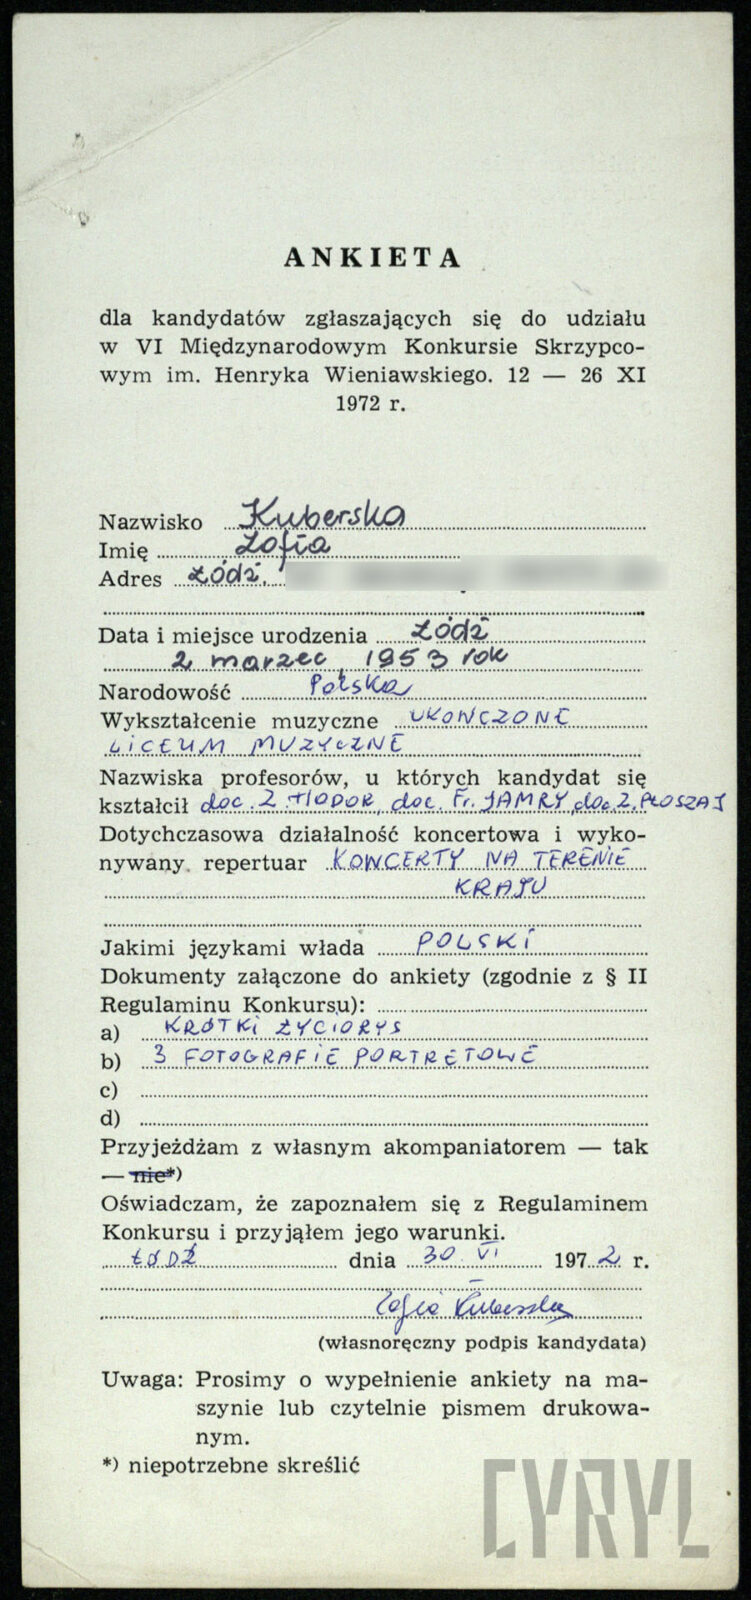 ANKIETA
dla kandydatów zgłaszających się do udziału
w VI Międzynarodowym Konkursie Skrzypco-
wym im. Henryka Wieniawskiego. 12 — 26 XI
1972 r.
Nazwisko Kuberska
Imię Zofia
Adres Łódź.
Data i miejsce urodzenia Łódź
2 marzec 1953 rok
Narodowość Polska
Wykształcenie muzyczne UKOŃCZONE
LICEUM MUZYCZNE
Nazwiska profesorów, u których kandydat się
kształcił doc. Z. HODOR, doc. Fr. JAMRY, doc. Z. PŁOSZAJ
Dotychczasowa działalność koncertowa i wyko-
nywany repertuar KONCERTY NA TERENIE
KRAJU
Jakimi językami włada POLSKI
Dokumenty załączone do ankiety (zgodnie z § II
Regulaminu Konkursu):
a) KRÓTKI ŻYCIORYS
b) 3 FOTOGRAFIE PORTRETOWE
c)
d)
Przyjeżdżam z własnym akompaniatorem — tak
— nie*)
Oświadczam, że zapoznałem się z Regulaminem
Konkursu i przyjąłem jego warunki.
ŁÓDŹ dnia 30 VI 1972 r.
Zofia Kuberska
(własnoręczny podpis kandydata)
Uwaga: Prosimy o wypełnienie ankiety na ma-
szynie lub czytelnie pismem drukowa-
nym.
*) niepotrzebne skreślić
CYRYL